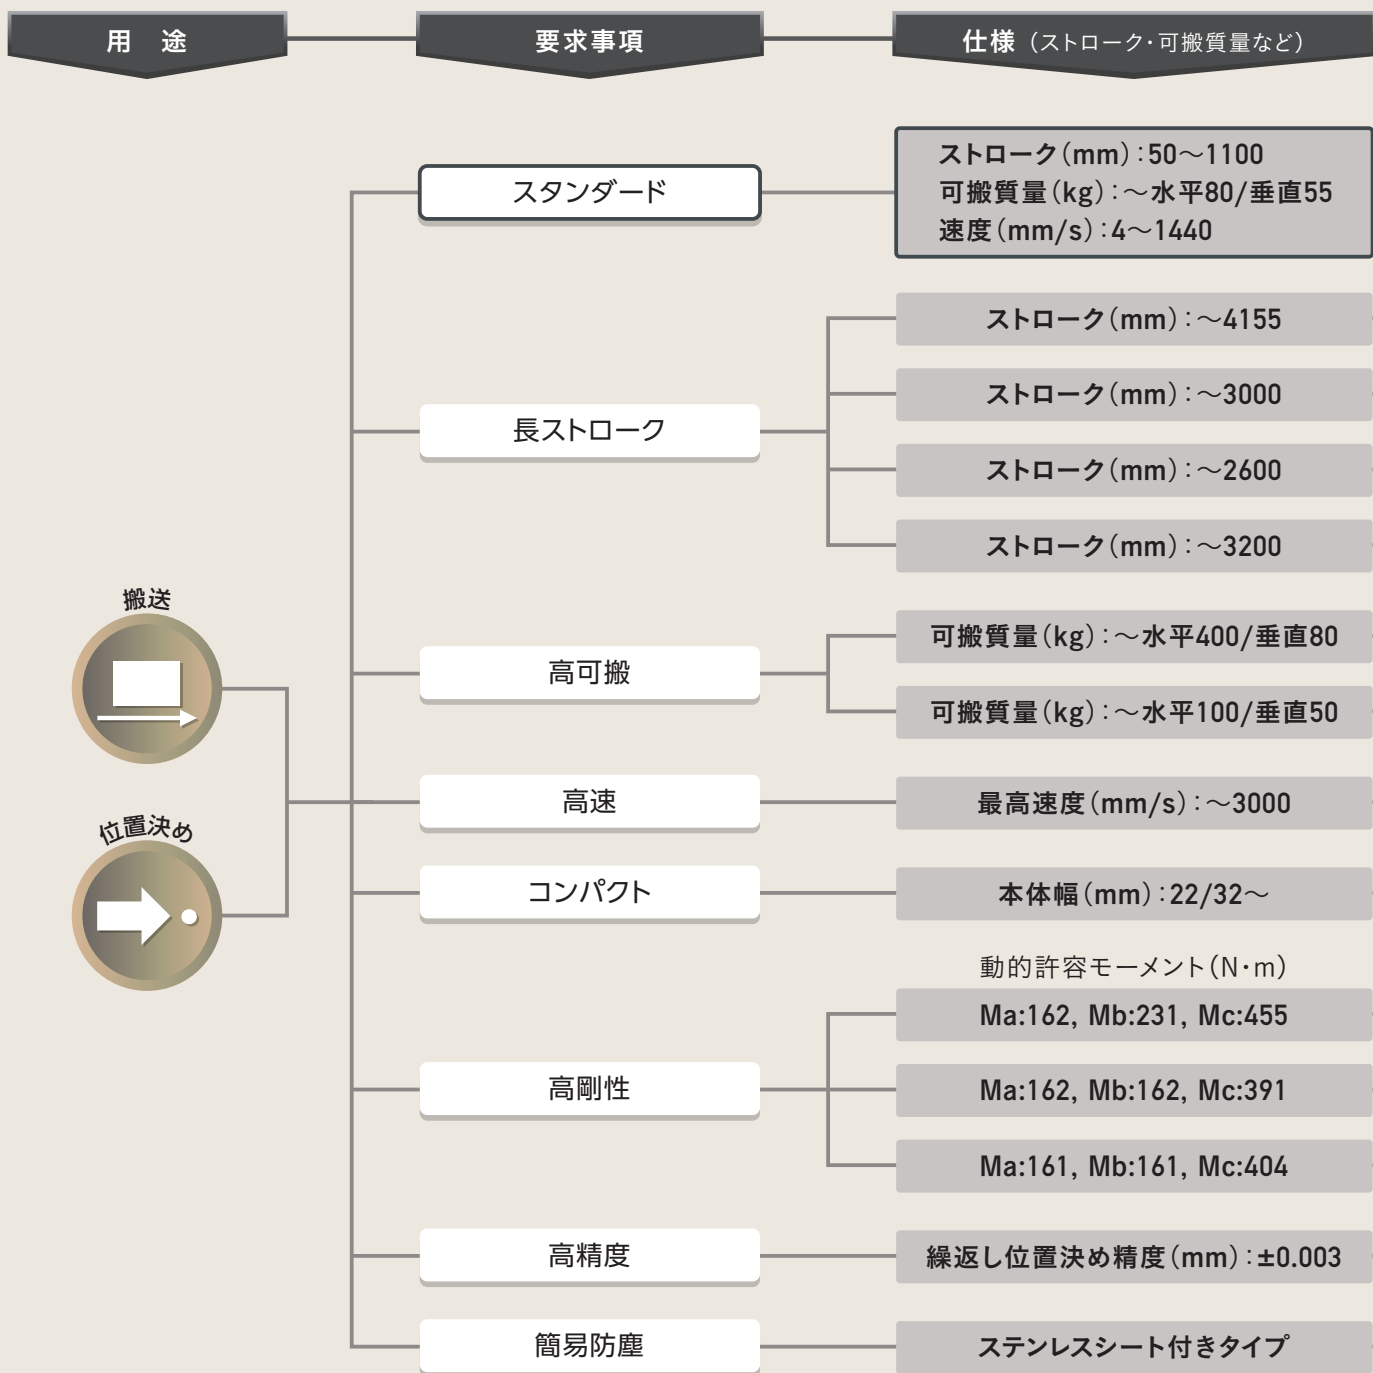 用　途
要求事項
仕様（ストローク・可搬質量など）
搬送
位置決め
スタンダード
ストローク（mm）：50～1100
可搬質量（kg）：～水平80/垂直55
速度（mm/s）：4～1440
長ストローク
ストローク（mm）：～4155
ストローク（mm）：～3000
ストローク（mm）：～2600
ストローク（mm）：～3200
高可搬
可搬質量（kg）：～水平400/垂直80
可搬質量（kg）：～水平100/垂直50
高速
最高速度（mm/s）：～3000
コンパクト
本体幅（mm）：22/32～
高剛性
動的許容モーメント（N・m）
Ma:162, Mb:231, Mc:455
Ma:162, Mb:162, Mc:391
Ma:161, Mb:161, Mc:404
高精度
繰返し位置決め精度（mm）：±0.003
簡易防塵
ステンレスシート付きタイプ